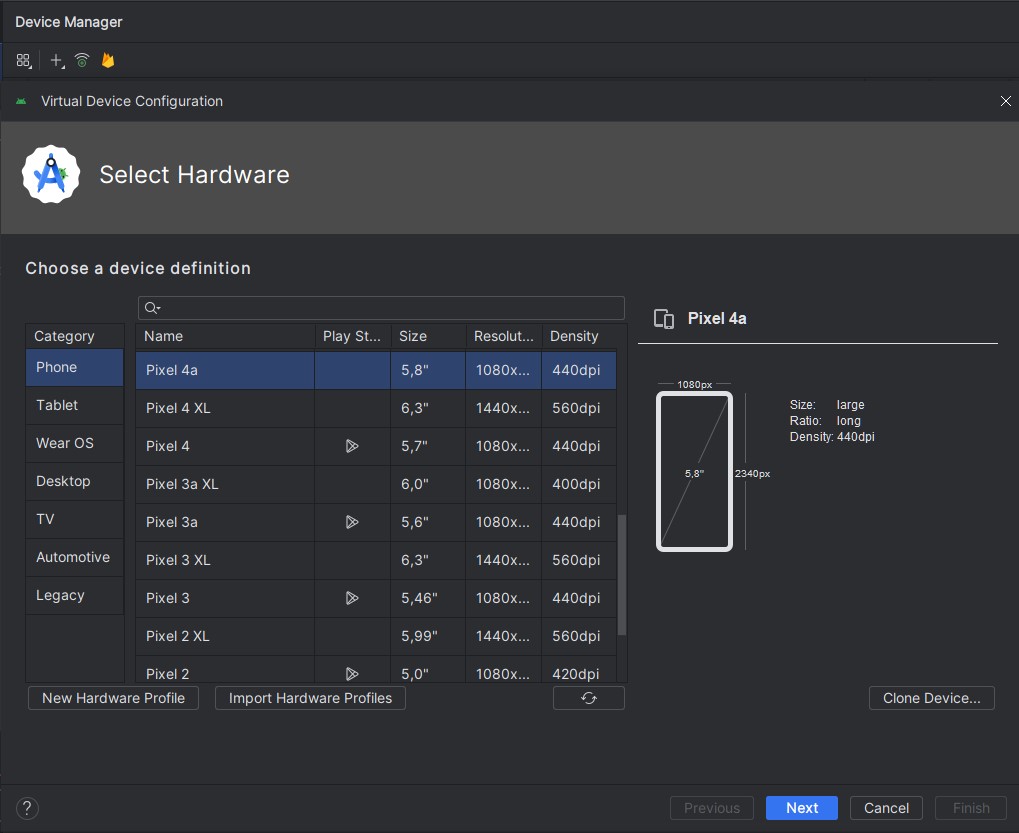 Device Manager
Virtual Device Configuration
Select Hardware
Choose a device definition
Category
Phone
Tablet
Wear OS
Desktop
TV
Automotive
Legacy
Name Play St... Size Resolut... Density
Pixel 4a 5,8" 1080x... 440dpi
Pixel 4 XL 6,3" 1440x... 560dpi
Pixel 4 5,7" 1080x... 440dpi
Pixel 3a XL 6,0" 1080x... 400dpi
Pixel 3a 5,6" 1080x... 440dpi
Pixel 3 XL 6,3" 1440x... 560dpi
Pixel 3 5,46" 1080x... 440dpi
Pixel 2 XL 5,99" 1440x... 560dpi
Pixel 2 5,0" 1080x... 420dpi
New Hardware Profile Import Hardware Profiles
Pixel 4a
1080px
5,8"
2340px
Size: large
Ratio: long
Density: 440dpi
Clone Device...
? Previous Next Cancel Finish